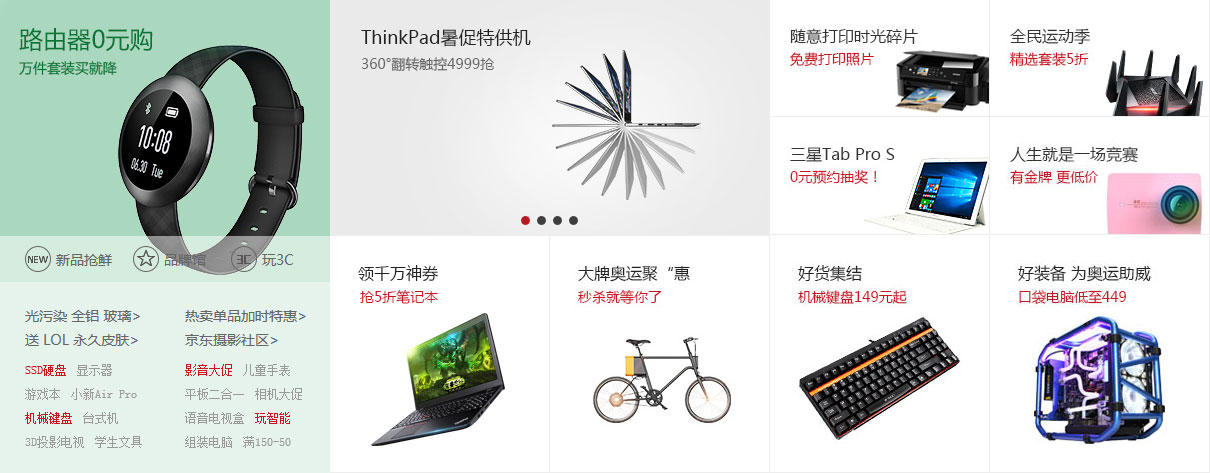 路由器0元购
万件套装买就降
10:08
06.30 Tue
NEW 新品抢鲜
品牌馆
3C 玩3C
光污染 全铝 玻璃>
热卖单品加时特惠>
送 LOL 永久皮肤>
京东摄影社区>
SSD硬盘 显示器
影音大促 儿童手表
游戏本 小新Air Pro
平板二合一 相机大促
机械键盘 台式机
语音电视盒 玩智能
3D投影电视 学生文具
组装电脑 满150-50
ThinkPad暑促特供机
360°翻转触控4999抢
随意打印时光碎片
免费打印照片
全民运动季
精选套装5折
三星Tab Pro S
0元预约抽奖！
人生就是一场竞赛
有金牌 更低价
领千万神券
抢5折笔记本
大牌奥运聚“惠
秒杀就等你了
好货集结
机械键盘149元起
好装备 为奥运助威
口袋电脑低至449